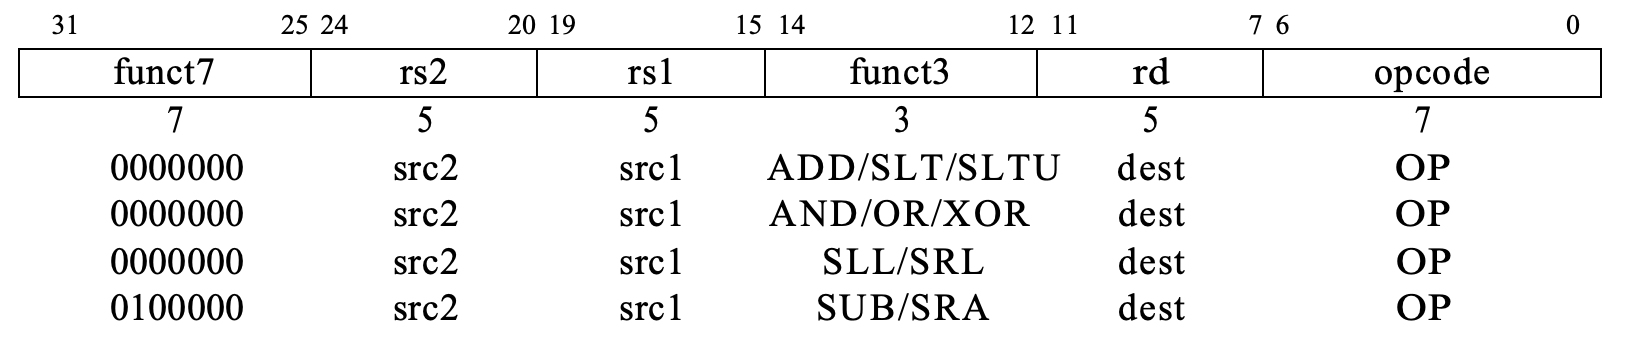 31 25 24 20 19 15 14 12 11 7 6 0
funct7 rs2 rs1 funct3 rd opcode
7 5 5 3 5 7
0000000 src2 src1 ADD/SLT/SLTU dest OP
0000000 src2 src1 AND/OR/XOR dest OP
0000000 src2 src1 SLL/SRL dest OP
0100000 src2 src1 SUB/SRA dest OP